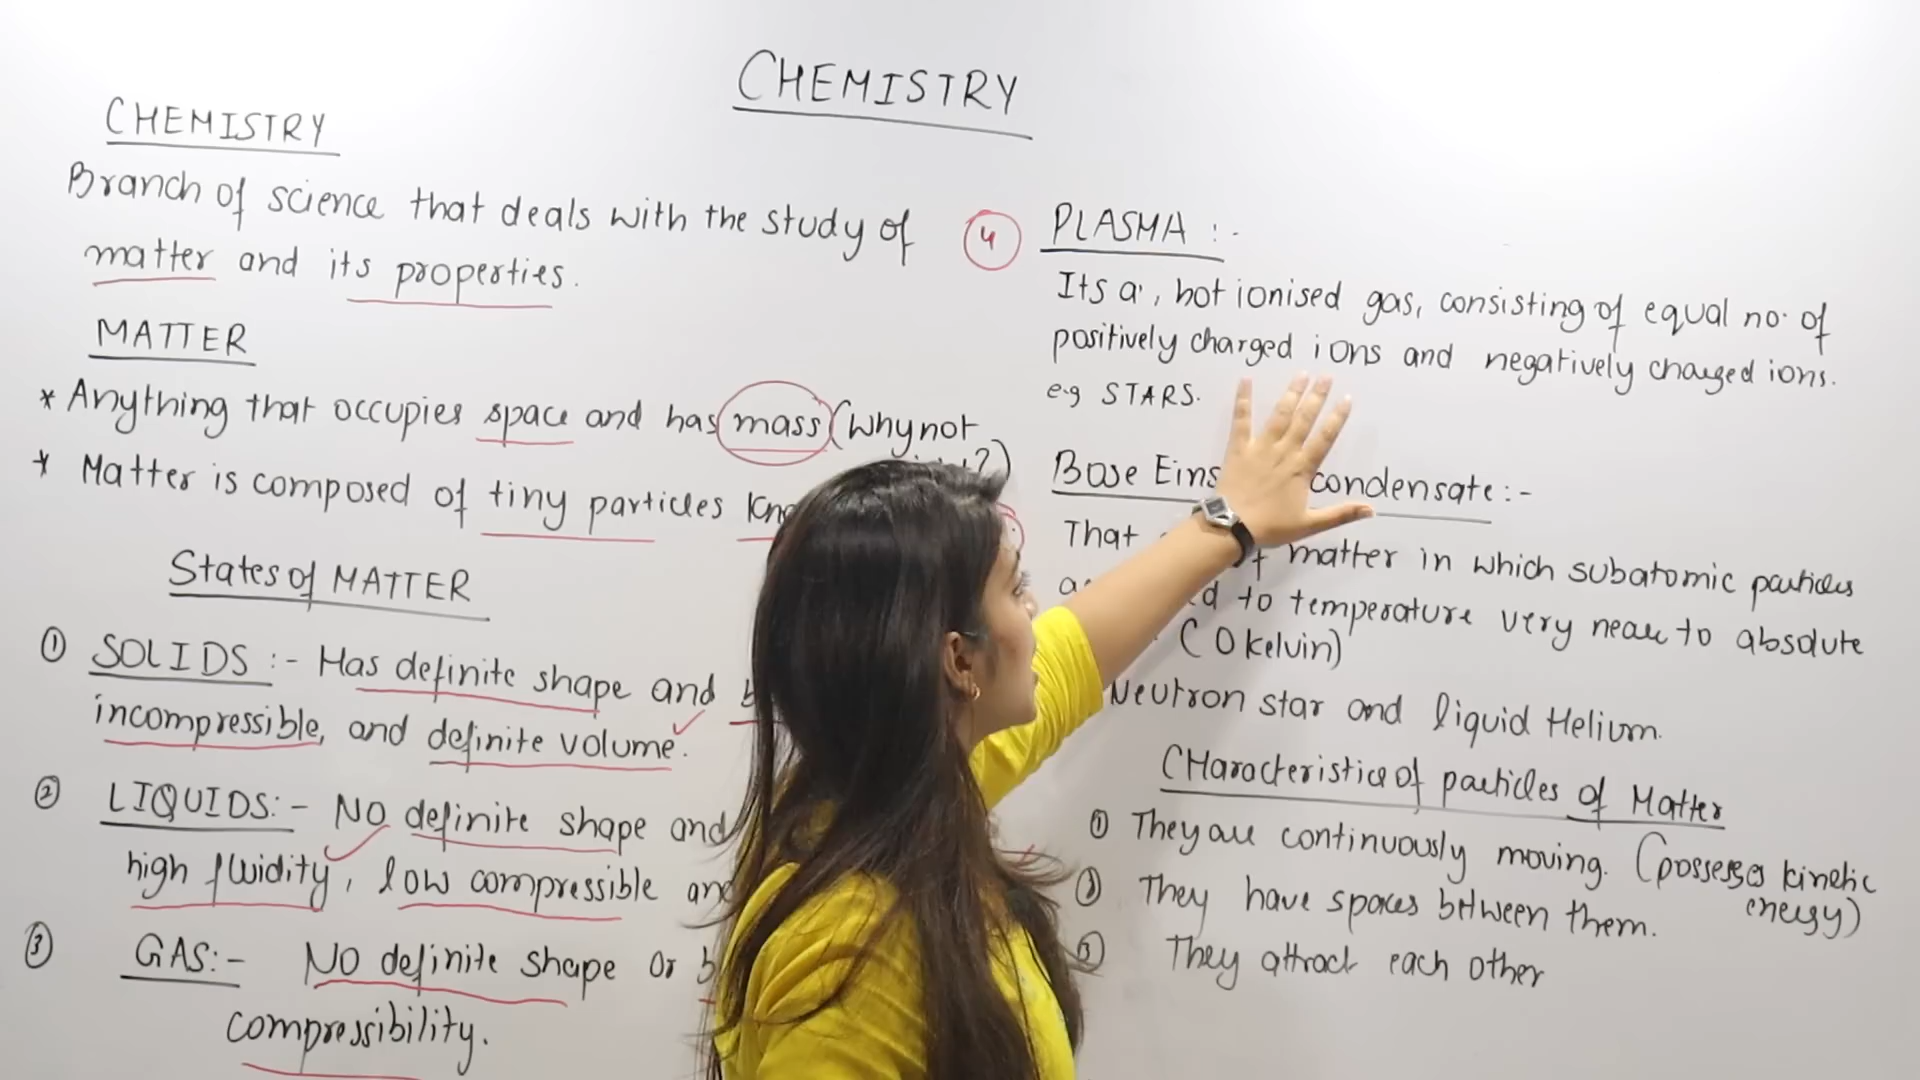 CHEMISTRY
CHEMISTRY
Branch of science that deals with the study of
matter and its properties.
MATTER
* Anything that occupies space and has mass (why not
* Matter is composed of tiny particles
States of MATTER
① SOLIDS :- Has definite shape and
incompressible, and definite volume.
② LIQUIDS:- NO definite shape and
high fluidity, low compressible and
③ GAS:- NO definite shape or
compressibility.
④ PLASMA :-
Its a, hot ionised gas, consisting of equal no. of
positively charged ions and negatively charged ions.
e.g STARS.
Bose condensate:-
That matter in which subatomic particles
to temperature very near to absolute
(0 kelvin)
Neutron star and liquid Helium.
CHaracteristics of particles of Matter
① They are continuously moving. (possesses kinetic
energy)
They have spaces between them.
③ They attract each other